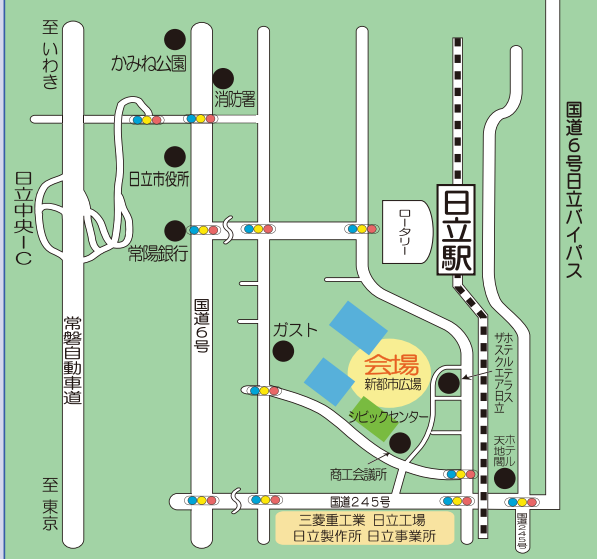 至 いわき
かみね公園
消防署
国道6号日立バイパス
日立市役所
日立中央IC
常陽銀行
ロータリー
日立駅
国道6号
常磐自動車道
ガスト
会場
新都市広場
ホテルテラス
ザスクエア日立
シビックセンター
商工会議所
ホテル
天地閣
至 東京
国道245号
国道245号
三菱重工業 日立工場
日立製作所 日立事業所